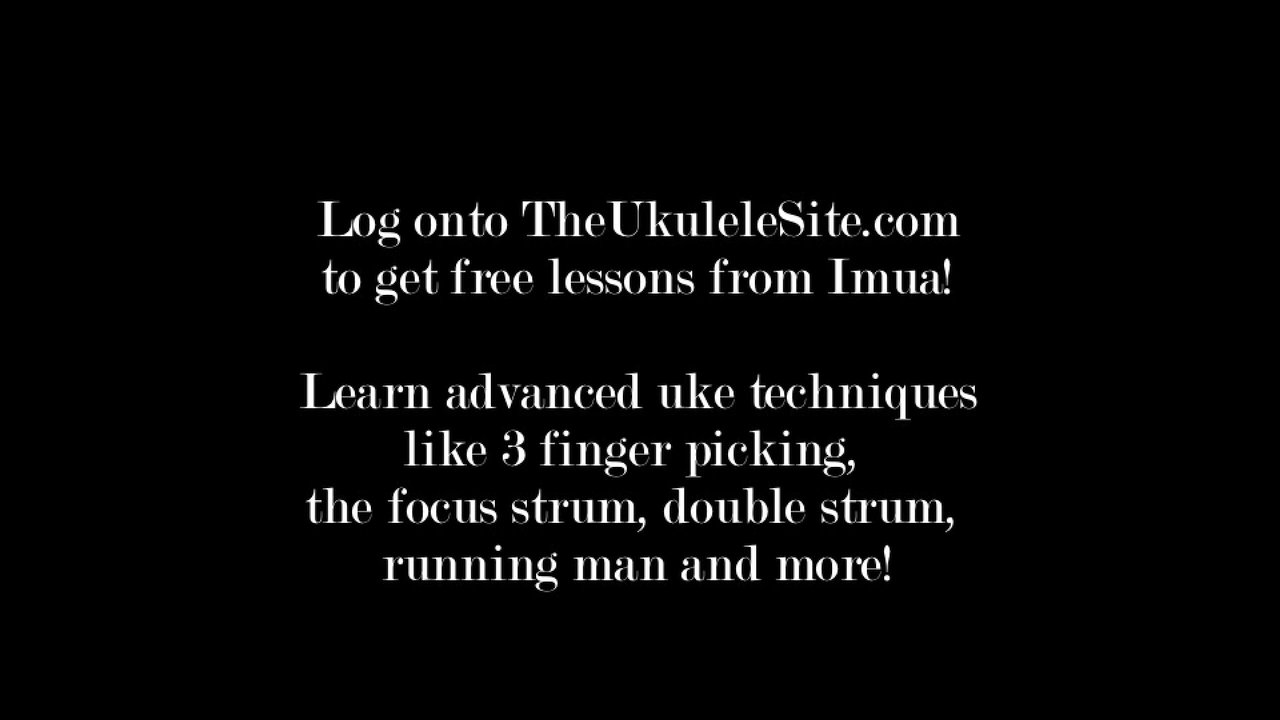 Log onto TheUkuleleSite.com
to get free lessons from Imua!
Learn advanced uke techniques
like 3 finger picking,
the focus strum, double strum,
running man and more!